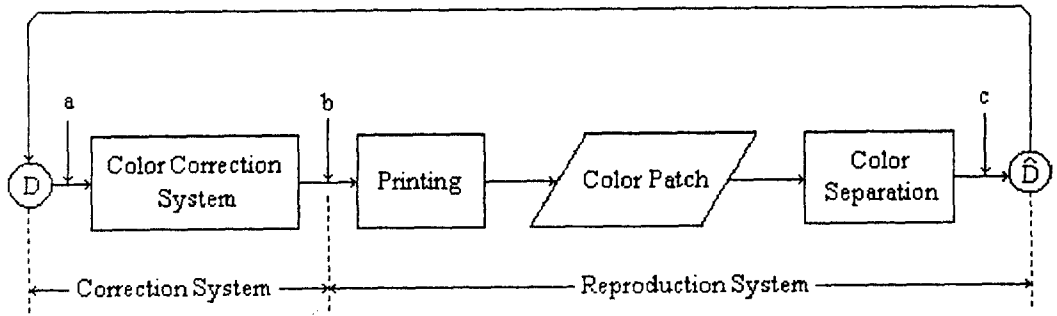 a
b
c
D
Color Correction
System
Printing
Color Patch
Color
Separation
D̂
Correction System
Reproduction System